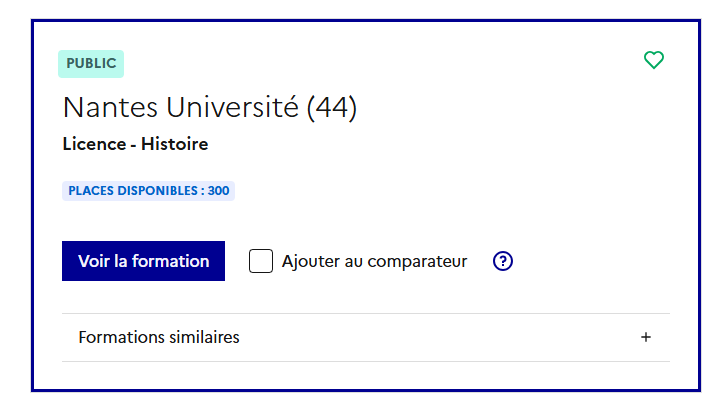 PUBLIC
Nantes Université (44)
Licence - Histoire
PLACES DISPONIBLES : 300
Voir la formation Ajouter au comparateur ?
Formations similaires +